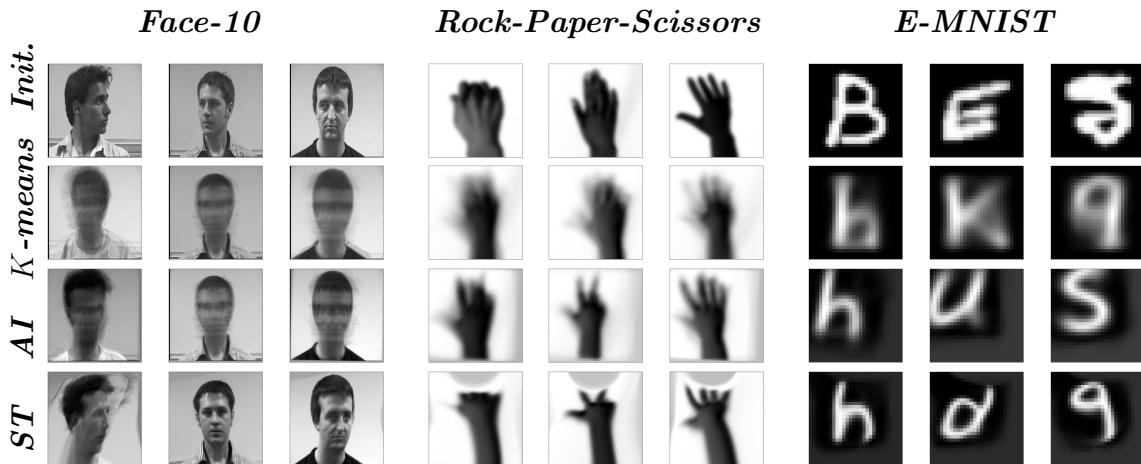 Face-10 Rock-Paper-Scissors E-MNIST
Init.
B E
K-means
h K q
AI
h u S
ST
h d q